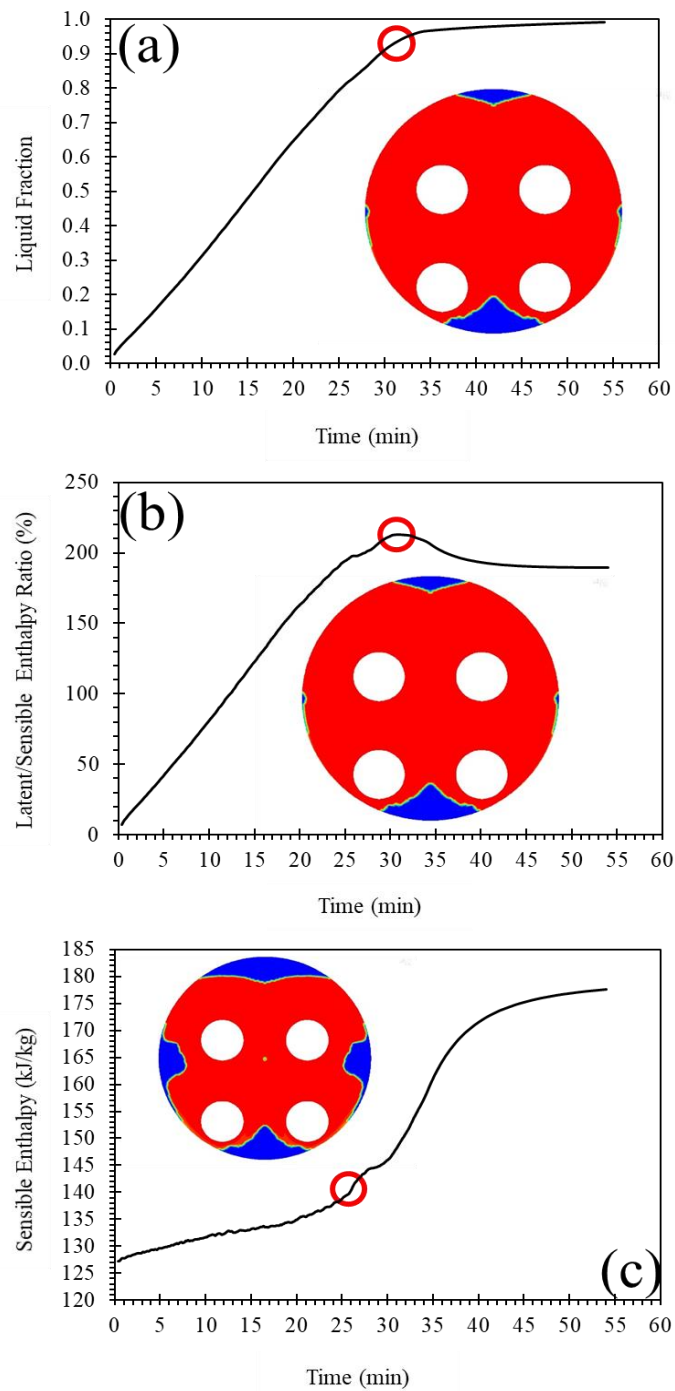 (a)
Liquid Fraction
1.0
0.9
0.8
0.7
0.6
0.5
0.4
0.3
0.2
0.1
0.0
0 5 10 15 20 25 30 35 40 45 50 55 60
Time (min)
(b)
Latent/Sensible Enthalpy Ratio (%)
250
200
150
100
50
0
0 5 10 15 20 25 30 35 40 45 50 55 60
Time (min)
(c)
Sensible Enthalpy (kJ/kg)
185
180
175
170
165
160
155
150
145
140
135
130
125
120
0 5 10 15 20 25 30 35 40 45 50 55 60
Time (min)